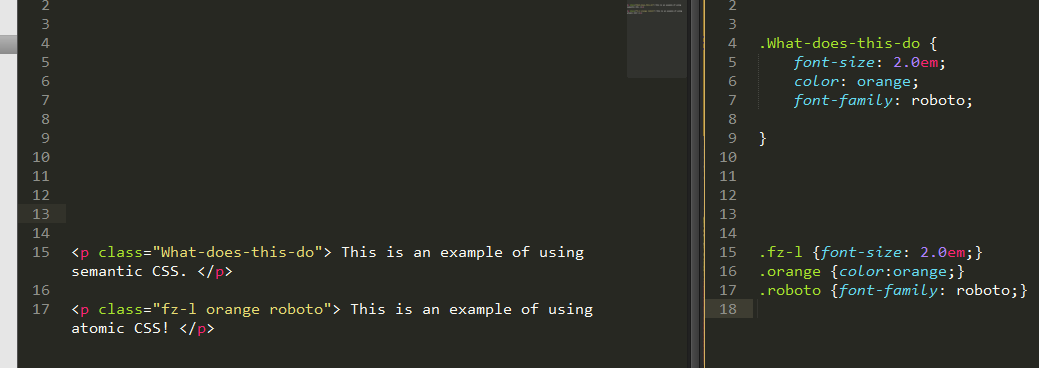 2
3
4
5
6
7
8
9
10
11
12
13
14
15 <p class="What-does-this-do"> This is an example of using
semantic CSS. </p>
16
17 <p class="fz-l orange roboto"> This is an example of using
atomic CSS! </p>
2
3
4 .What-does-this-do {
5 font-size: 2.0em;
6 color: orange;
7 font-family: roboto;
8
9 }
10
11
12
13
14
15 .fz-l {font-size: 2.0em;}
16 .orange {color:orange;}
17 .roboto {font-family: roboto;}
18